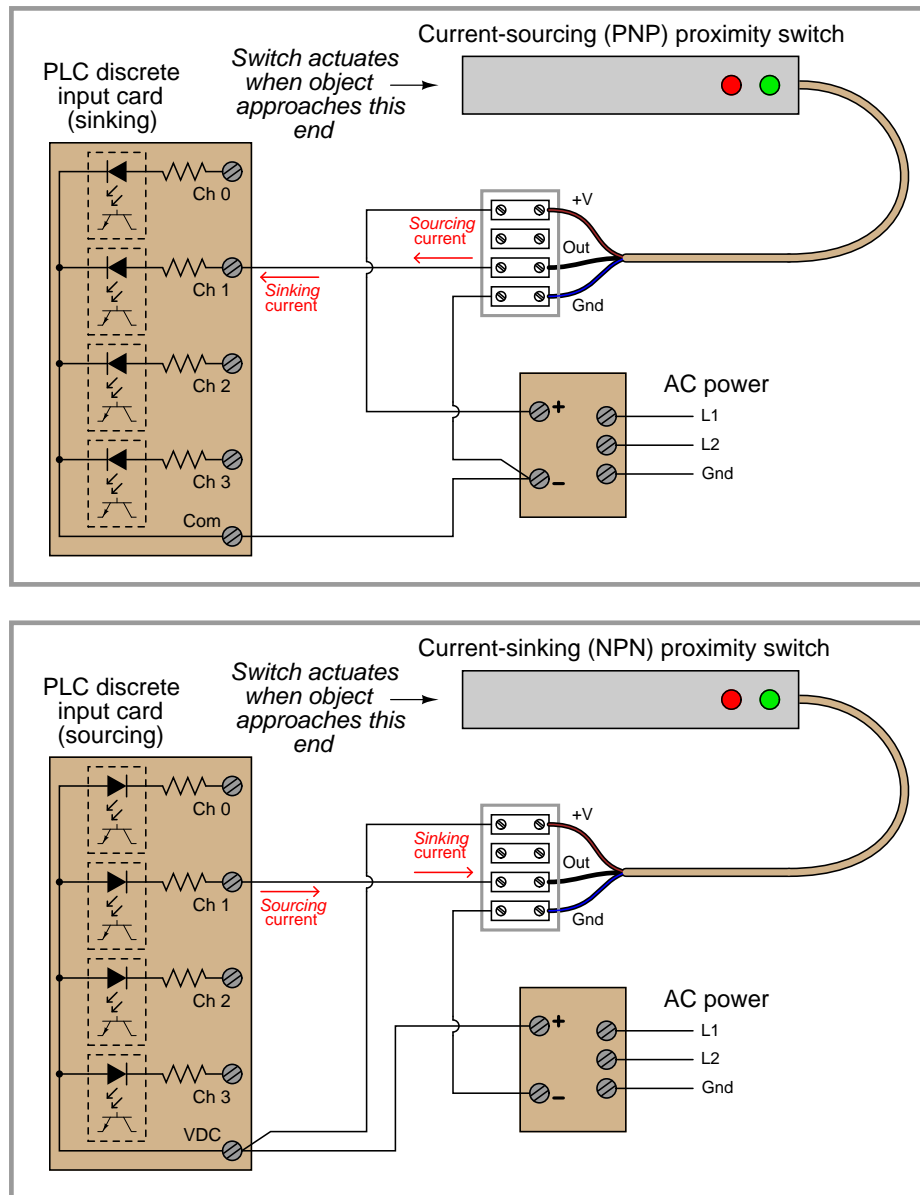 Current-sourcing (PNP) proximity switch
Switch actuates
when object
approaches this
end
PLC discrete
input card
(sinking)
Ch 0
Ch 1
Ch 2
Ch 3
Com
Sourcing
current
Sinking
current
+V
Out
Gnd
AC power
+
-
L1
L2
Gnd
Current-sinking (NPN) proximity switch
Switch actuates
when object
approaches this
end
PLC discrete
input card
(sourcing)
Ch 0
Ch 1
Ch 2
Ch 3
VDC
Sinking
current
Sourcing
current
+V
Out
Gnd
AC power
+
-
L1
L2
Gnd